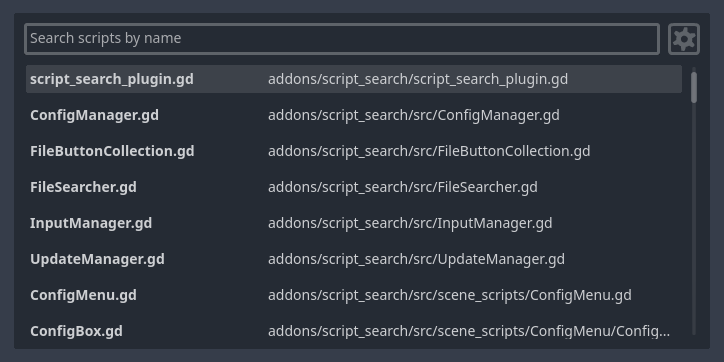 Search scripts by name
script_search_plugin.gd addons/script_search/script_search_plugin.gd
ConfigManager.gd addons/script_search/src/ConfigManager.gd
FileButtonCollection.gd addons/script_search/src/FileButtonCollection.gd
FileSearcher.gd addons/script_search/src/FileSearcher.gd
InputManager.gd addons/script_search/src/InputManager.gd
UpdateManager.gd addons/script_search/src/UpdateManager.gd
ConfigMenu.gd addons/script_search/src/scene_scripts/ConfigMenu.gd
ConfigBox.gd addons/script_search/src/scene_scripts/ConfigMenu/Config...